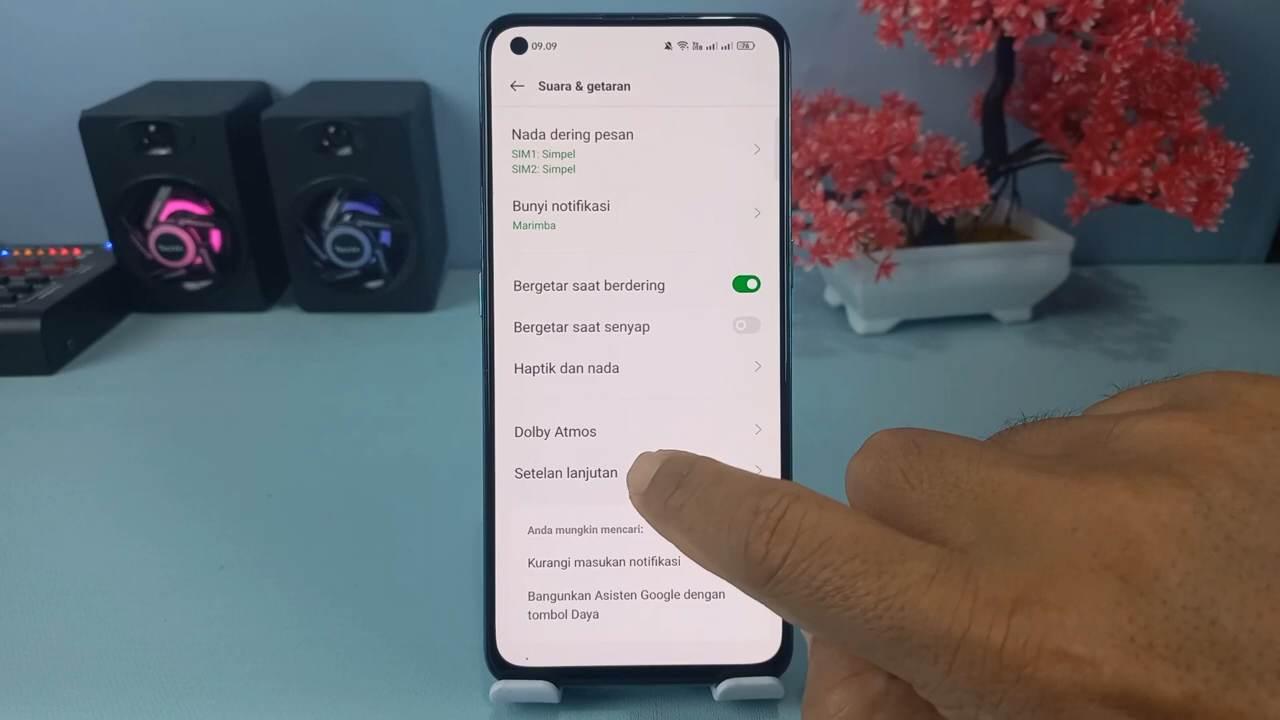 09.09
76
Suara & getaran
Nada dering pesan
SIM1: Simpel
SIM2: Simpel
Bunyi notifikasi
Marimba
Bergetar saat berdering
Bergetar saat senyap
Haptik dan nada
Dolby Atmos
Setelan lanjutan
Anda mungkin mencari:
Kurangi masukan notifikasi
Bangunkan Asisten Google dengan
tombol Daya